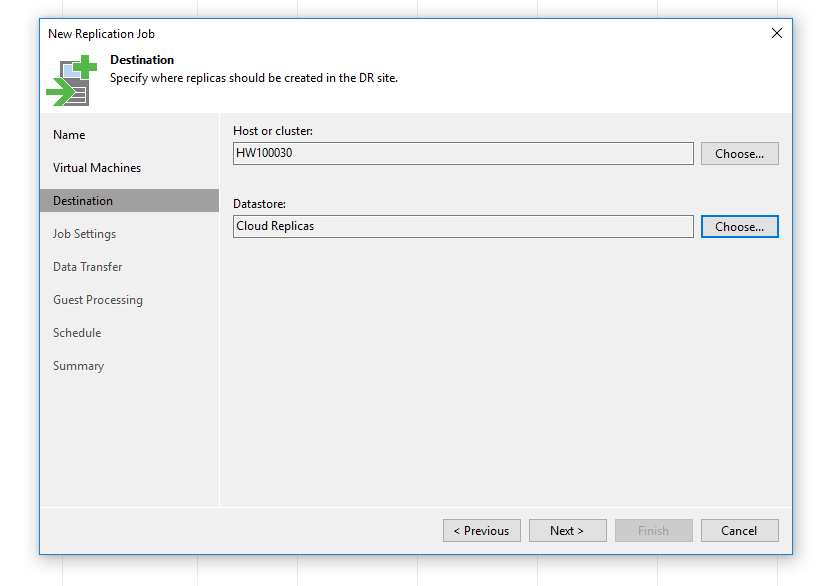 New Replication Job
Destination
Specify where replicas should be created in the DR site.
Name
Virtual Machines
Destination
Job Settings
Data Transfer
Guest Processing
Schedule
Summary
Host or cluster:
HW100030
Choose...
Datastore:
Cloud Replicas
Choose...
< Previous
Next >
Finish
Cancel